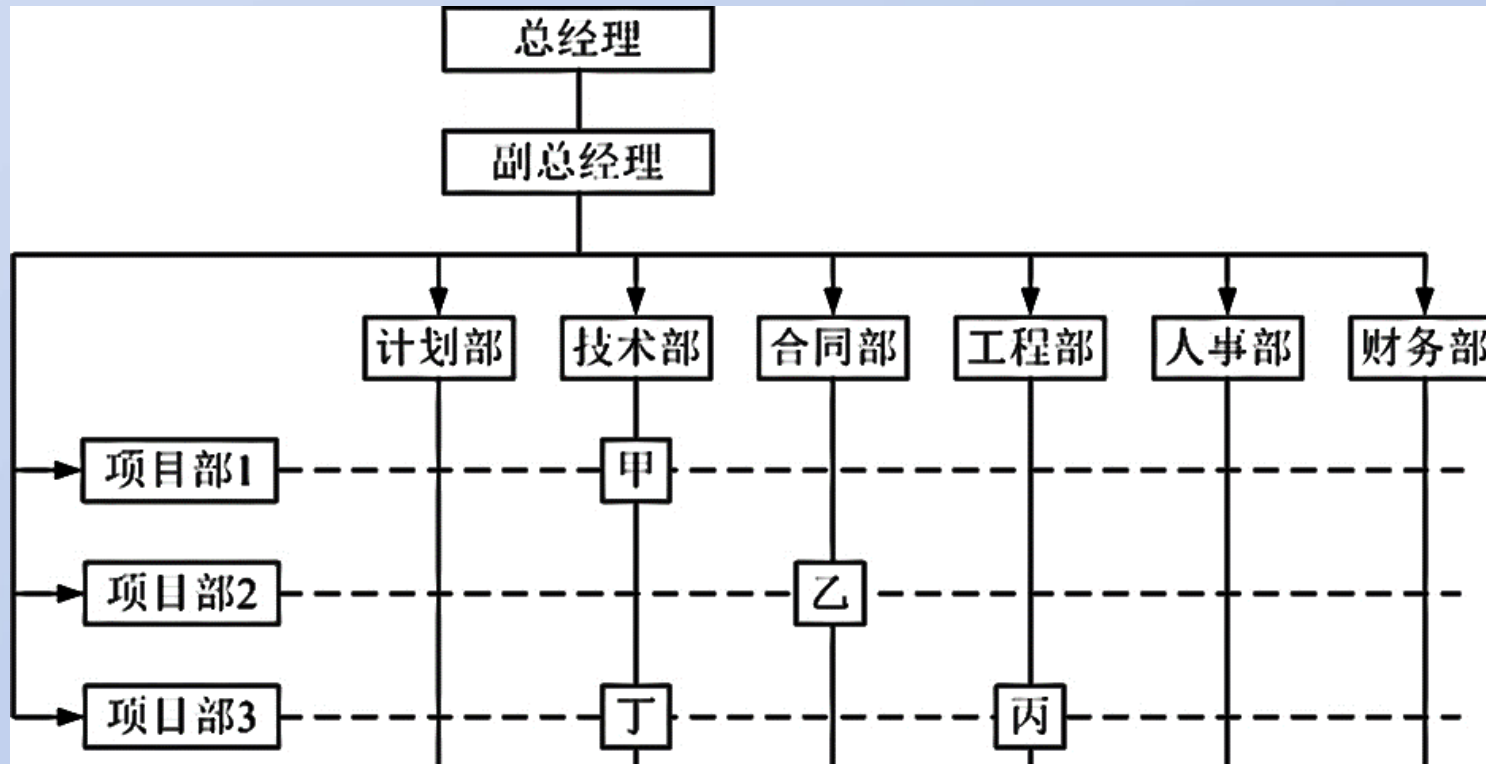 总经理
副总经理
计划部 技术部 合同部 工程部 人事部 财务部
项目部1 甲
项目部2 乙
项目部3 丁 丙